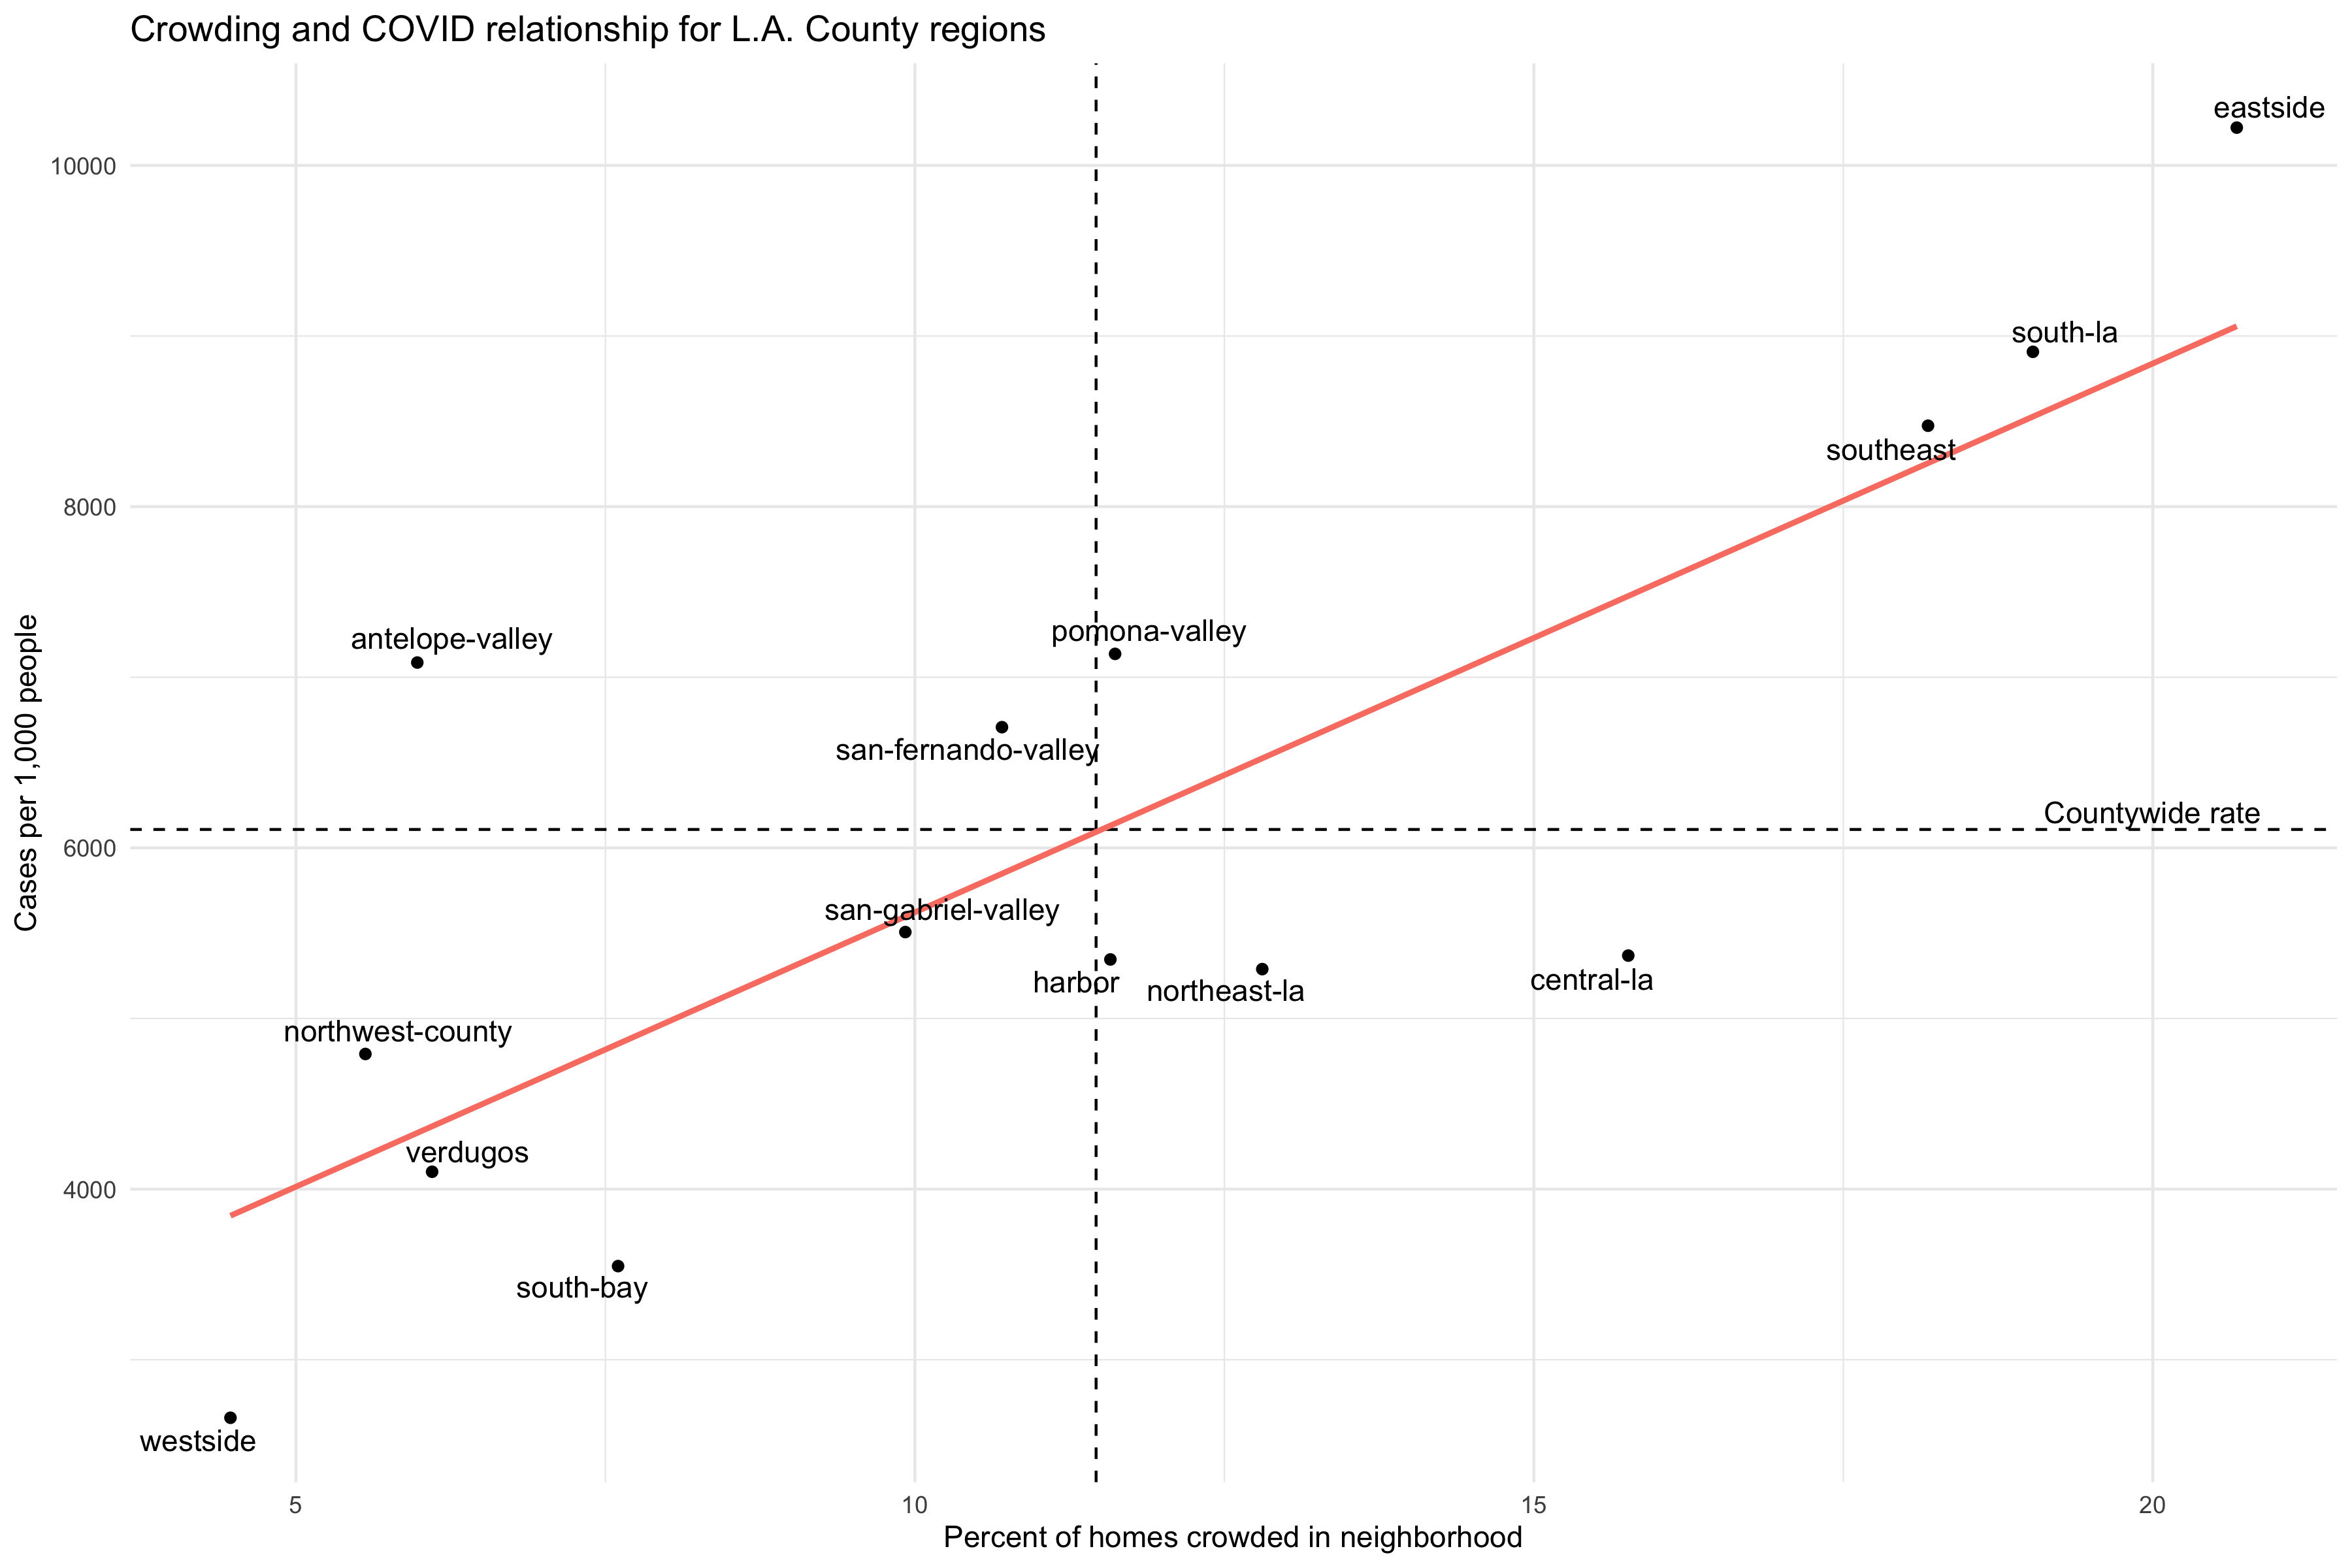 Crowding and COVID relationship for L.A. County regions
eastside
10000
south-la
southeast
8000
antelope-valley
pomona-valley
san-fernando-valley
Countywide rate
6000
san-gabriel-valley
harbor
northeast-la
central-la
northwest-county
verdugos
4000
south-bay
westside
Cases per 1,000 people
5
10
15
20
Percent of homes crowded in neighborhood